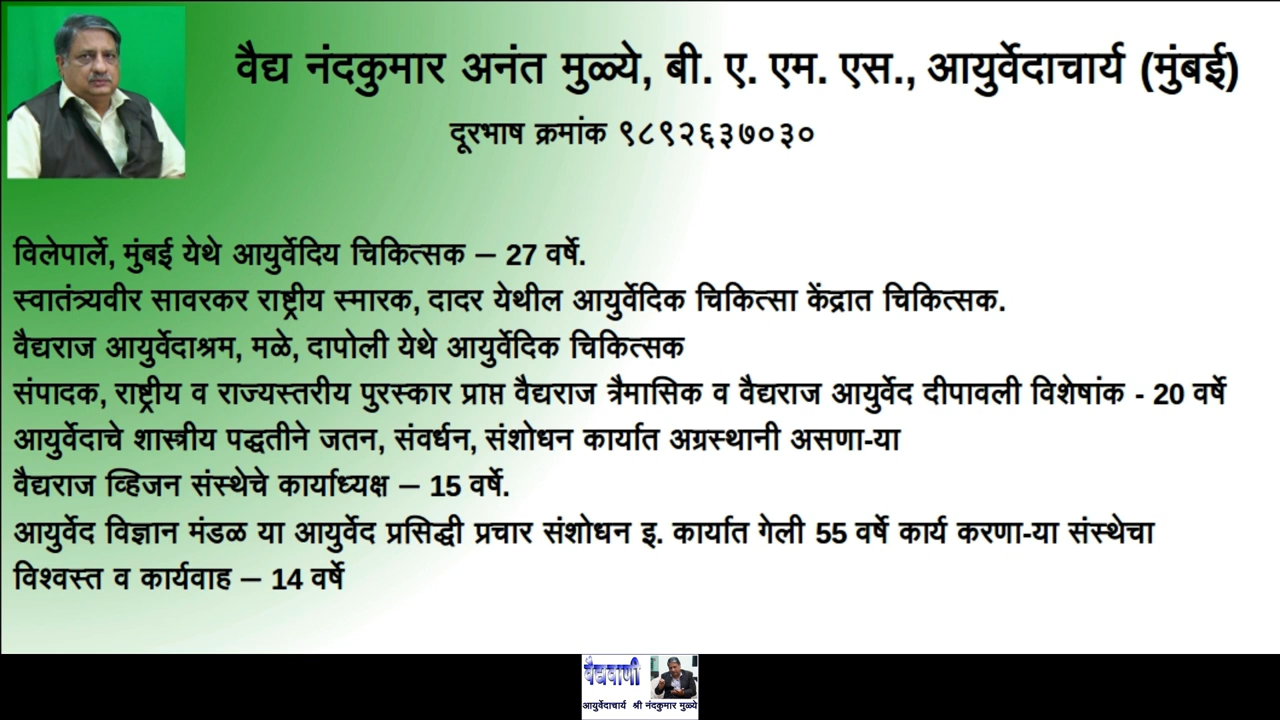 वैद्य नंदकुमार अनंत मुळ्ये, बी. ए. एम. एस., आयुर्वेदाचार्य (मुंबई)
दूरभाष क्रमांक ९८९२६३७०३०
विलेपार्ले, मुंबई येथे आयुर्वेदिय चिकित्सक – 27 वर्षे.
स्वातंत्र्यवीर सावरकर राष्ट्रीय स्मारक, दादर येथील आयुर्वेदिक चिकित्सा केंद्रात चिकित्सक.
वैद्यराज आयुर्वेदाश्रम, मळे, दापोली येथे आयुर्वेदिक चिकित्सक
संपादक, राष्ट्रीय व राज्यस्तरीय पुरस्कार प्राप्त वैद्यराज त्रैमासिक व वैद्यराज आयुर्वेद दीपावली विशेषांक - 20 वर्षे
आयुर्वेदाचे शास्त्रीय पद्धतीने जतन, संवर्धन, संशोधन कार्यात अग्रस्थानी असणा-या
वैद्यराज व्हिजन संस्थेचे कार्याध्यक्ष – 15 वर्षे.
आयुर्वेद विज्ञान मंडळ या आयुर्वेद प्रसिद्धी प्रचार संशोधन इ. कार्यात गेली 55 वर्षे कार्य करणा-या संस्थेचा
विश्वस्त व कार्यवाह – 14 वर्षे
वैद्यवाणी
आयुर्वेदाचार्य श्री नंदकुमार मुळ्ये